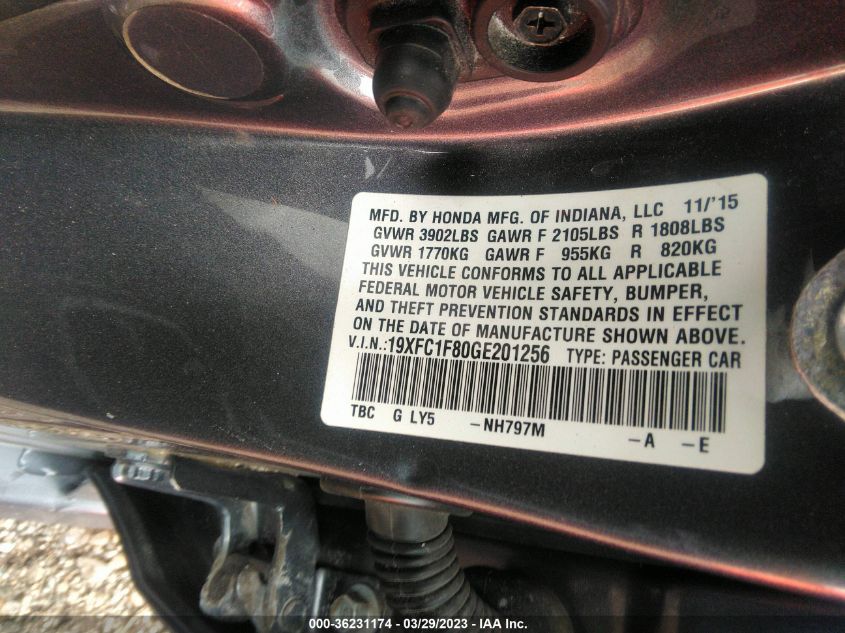 MFD. BY HONDA MFG. OF INDIANA, LLC 11/'15
GVWR 3902LBS GAWR F 2105LBS R 1808LBS
GVWR 1770KG GAWR F 955KG R 820KG
THIS VEHICLE CONFORMS TO ALL APPLICABLE
FEDERAL MOTOR VEHICLE SAFETY, BUMPER,
AND THEFT PREVENTION STANDARDS IN EFFECT
ON THE DATE OF MANUFACTURE SHOWN ABOVE.
V.I.N.:19XFC1F80GE201256 TYPE: PASSENGER CAR
TBC G LY5 -NH797M -A -E
000-36231174 — 03/29/2023 — IAA Inc.